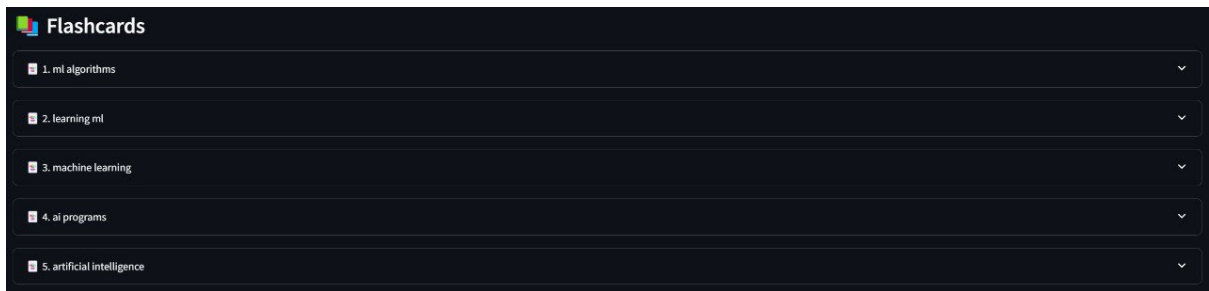 Flashcards
1. ml algorithms
2. learning ml
3. machine learning
4. ai programs
5. artificial intelligence